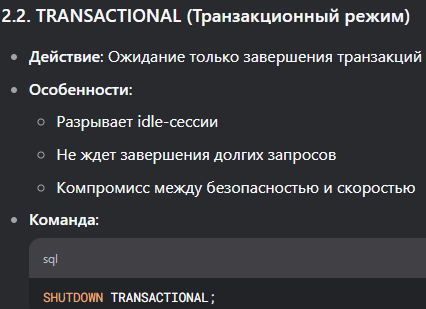 2.2. TRANSACTIONAL (Транзакционный режим)
Действие: Ожидание только завершения транзакций
Особенности:
Разрывает idle-сессии
Не ждет завершения долгих запросов
Компромисс между безопасностью и скоростью
Команда:
sql
SHUTDOWN TRANSACTIONAL;